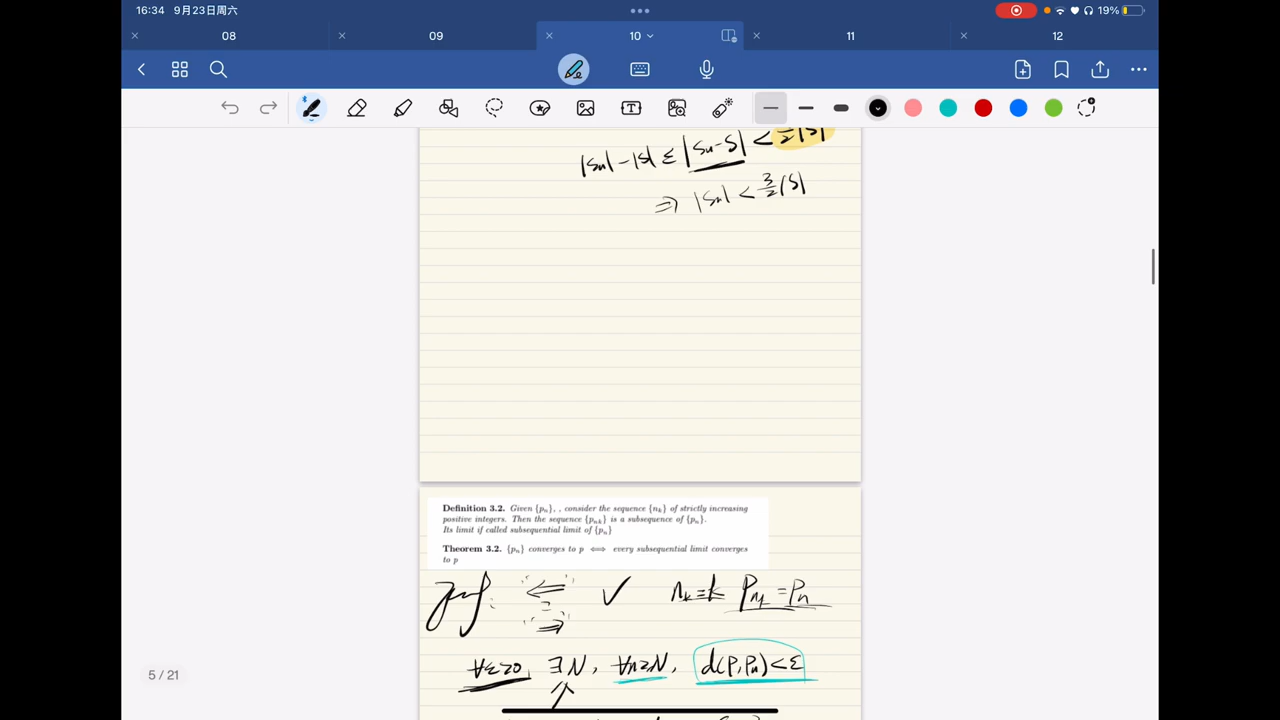 16:34 9月23日周六
19%
08 09 10 11 12
|Sn|-|S| ≤ |Sn-S| < 1/2|S|
⇒ |Sn| < 3/2|S|
Definition 3.2. Given {pn}, , consider the sequence {nk} of strictly increasing
positive integers. Then the sequence {pnk} is a subsequence of {pn}.
Its limit if called subsequential limit of {pn}
Theorem 3.2. {pn} converges to p ⟺ every subsequential limit converges
to p
"⇐" ✓ nk=k Pnk=Pn
"⇒"
∀ε>0, ∃N, ∀n≥N, d(P,Pn)<ε
5 / 21